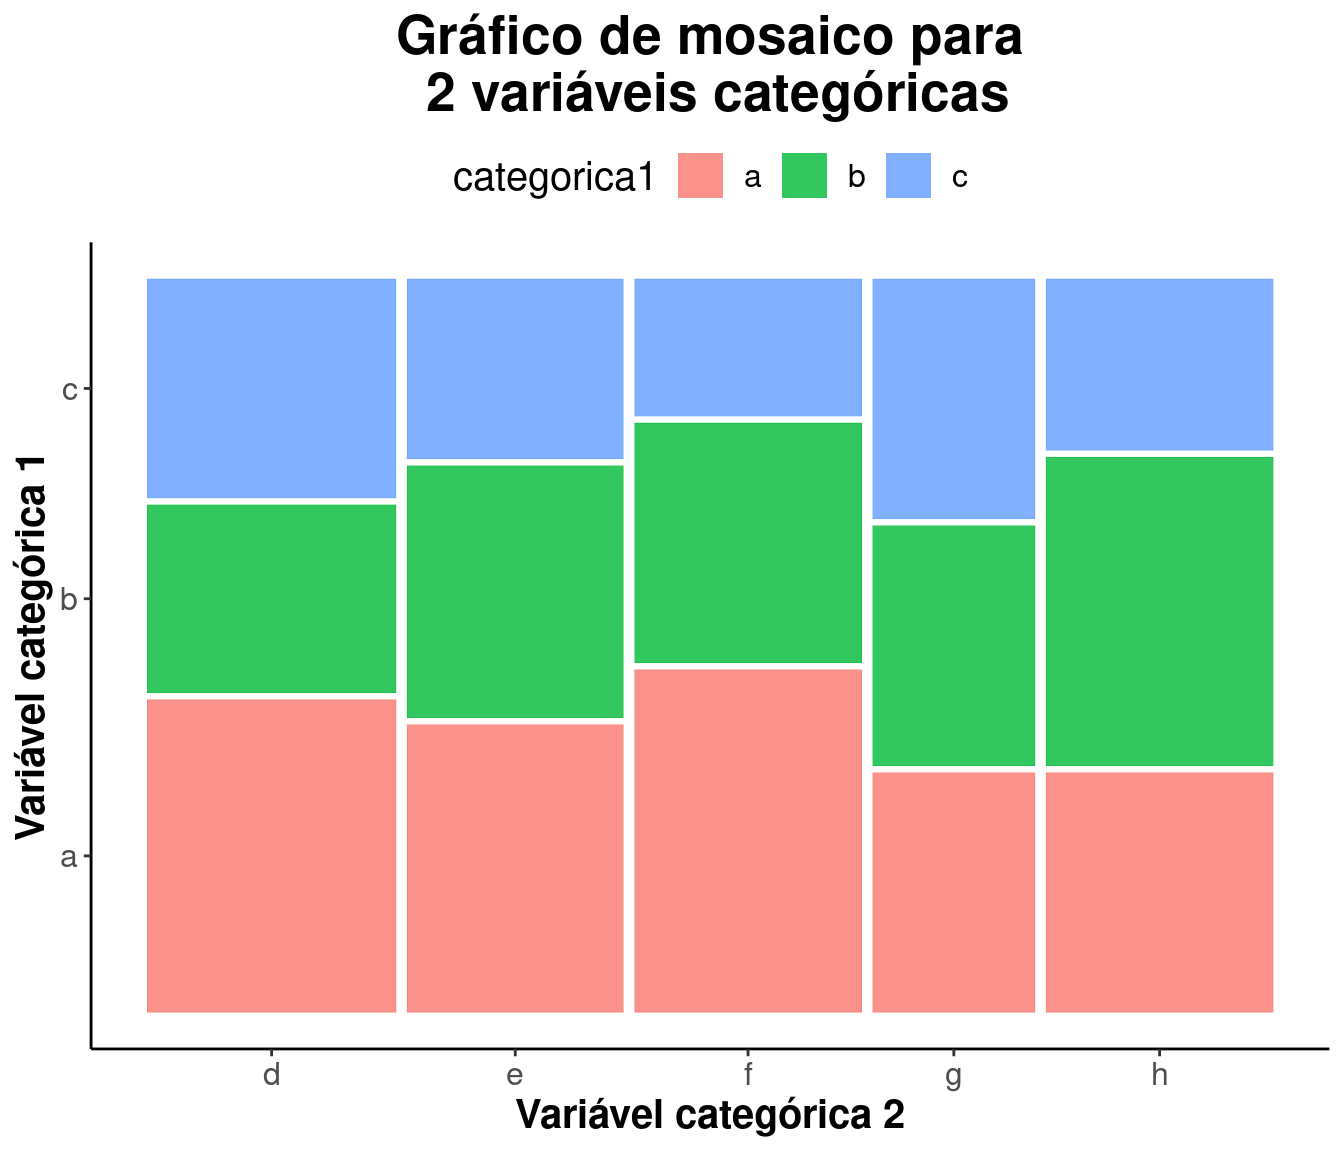 Gráfico de mosaico para
2 variáveis categóricas
categorica1 a b c
Variável categórica 1
c
b
a
d e f g h
Variável categórica 2